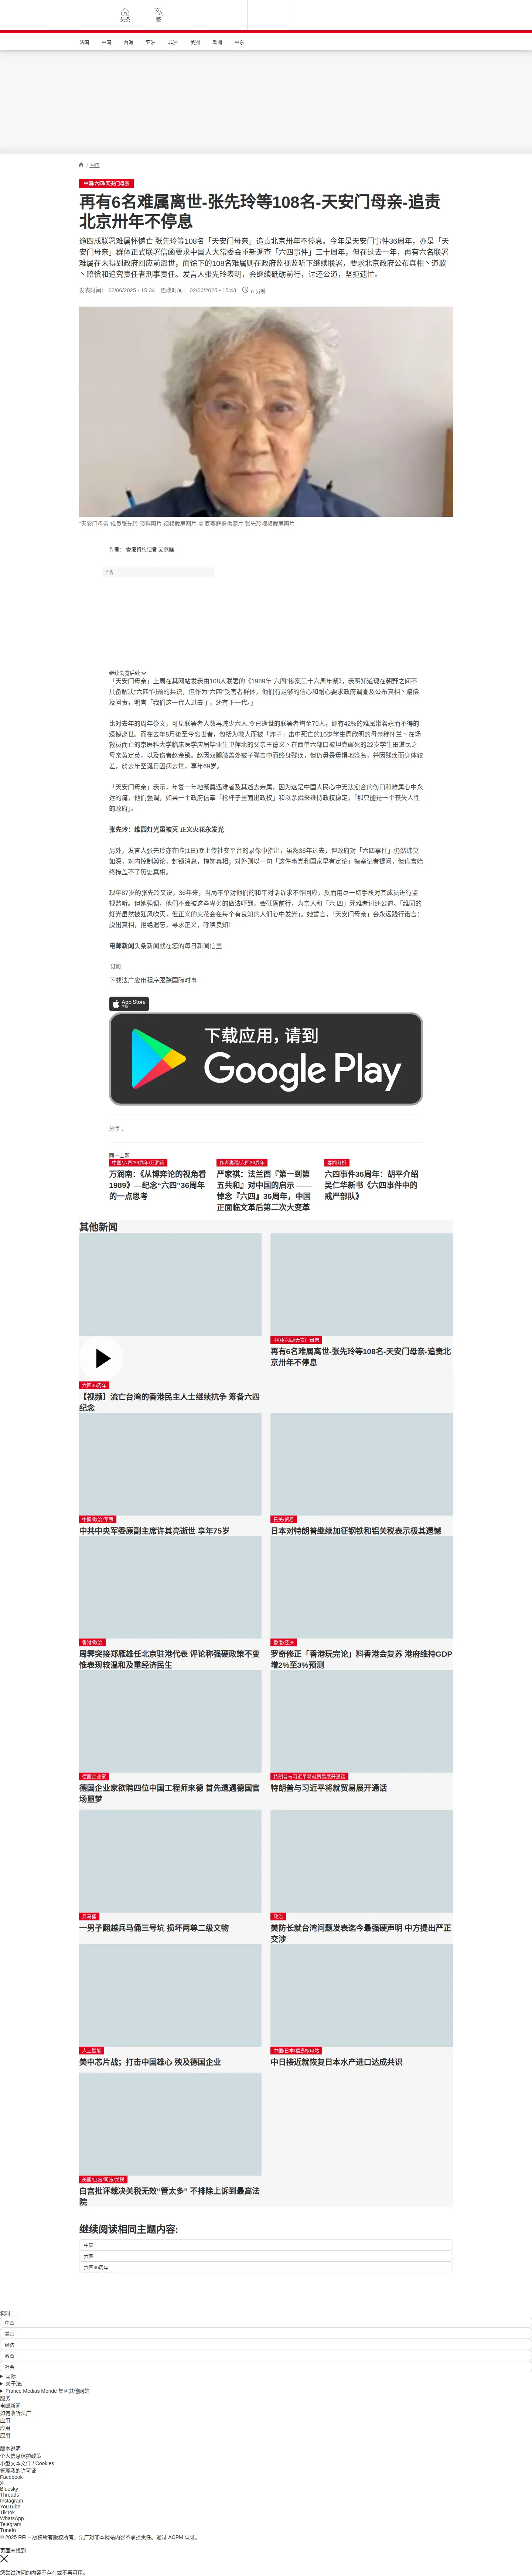 头条
繁
法国 中国 台海 亚洲 非洲 美洲 欧洲 中东
/ 中国
中国/六四/天安门母亲
再有6名难属离世-张先玲等108名-天安门母亲-追责
北京卅年不停息
逾四成联署难属怀憾亡 张先玲等108名「天安门母亲」追责北京卅年不停息。今年是天安门事件36周年，亦是「天
安门母亲」群体正式联署信函要求中国人大常委会重新调查「六四事件」三十周年，但在过去一年，再有六名联署
难属在未得到政府回应前离世，而馀下的108名难属则在政府监视监听下继续联署，要求北京政府公布真相丶道歉
丶赔偿和追究责任者刑事责任。发言人张先玲表明，会继续砥砺前行，讨还公道，坚拒遗忘。
发表时间： 02/06/2025 - 15:34 更改时间： 02/06/2025 - 15:43 6 分钟
“天安门母亲”成员张先玲 资料照片 视频截屏图片 © 麦燕庭提供照片 张先玲视频截屏照片
作者： 香港特约记者 麦燕庭
广告
继续浏览后续
「天安门母亲」上周在其网站发表由108人联署的《1989年“六四”惨案三十六周年祭》，表明知道现在朝野之间不
具备解决“六四”问题的共识，但作为“六四”受害者群体，他们有足够的信心和耐心要求政府调查及公布真相丶赔偿
及问责，明言「我们这一代人过去了，还有下一代。」
比对去年的周年祭文，可见联署者人数再减少六人,令已逝世的联署者增至79人，即有42%的难属带着永而不得的
遗憾离世。而在去年5月後至今离世者，包括为救人而被「炸子」击中死亡的16岁学生周欣明的母亲穆怀兰丶在场
救员而亡的京医科大学临床医学应届毕业生卫萍北的父亲王德义丶在西单六部口被坦克碾死的22岁学生田道民之
母亲黄定英，以及伤者赵金锁。赵因双腿膝盖处被子弹击中而终身残疾，但仍毋畏毋惧地签名，并因残疾而身体较
差，於去年圣诞日因病去世，享年69岁。
「天安门母亲」表示，年复一年地祭奠遇难者及其逝去亲属，因为这是中国人民心中无法愈合的伤口和难属心中永
远的痛，他们强调，如果一个政府信奉「枪杆子里面出政权」和以杀戮来维持政权稳定，「那只能是一个丧失人性
的政府」。
张先玲：维园灯光虽被灭 正义火花永发光
另外，发言人张先玲亦在昨(1日)晚上传社交平台的录像中指出，虽然36年过去，但政府对「六四事件」仍然讳莫
如深，对内控制舆论，封锁消息，掩饰真相；对外则以一句「这件事党和国家早有定论」搪塞记者提问，但谎言始
终掩盖不了历史真相。
现年87岁的张先玲又说，36年来，当局不单对他们的和平对话诉求不作回应，反而用尽一切手段对其成员进行监
视监听，但她强调，他们不会被这些卑劣的做法吓到，会砥砺前行，为亲人和「六.四」死难者讨还公道。「维园的
灯光虽然被狂风吹灭，但正义的火花会在每个有良知的人们心中发光」。她誓言，「天安门母亲」会永远践行诺言：
説出真相，拒绝遗忘，寻求正义，呼唤良知！
电邮新闻头条新闻就在您的每日新闻信里
订阅
下载法广应用程序跟踪国际时事
App Store
下载
下载应用，请到
Google Play
分享 :
同一主题
中国/六四/36周年/万润南
万润南:《从博弈论的视角看
1989》—纪念“六四”36周年
的一点思考
作者惠赐/六四36周年
严家祺：法兰西『第一到第
五共和』对中国的启示 ——
悼念『六四』36周年，中国
正面临文革后第二次大变革
要闻分析
六四事件36周年：胡平介绍
吴仁华新书《六四事件中的
戒严部队》
其他新闻
六四36周年
【视频】流亡台湾的香港民主人士继续抗争 筹备六四
纪念
中国/六四/天安门母亲
再有6名难属离世-张先玲等108名-天安门母亲-追责北
京卅年不停息
中国/政治/军事
中共中央军委原副主席许其亮逝世 享年75岁
日美/贸易
日本对特朗普继续加征钢铁和铝关税表示极其遗憾
香港/政治
周霁突接郑雁雄任北京驻港代表 评论称强硬政策不变
惟表现较温和及重经济民生
香港/经济
罗奇修正「香港玩完论」料香港会复苏 港府维持GDP
增2%至3%预测
德国企业家
德国企业家欲聘四位中国工程师来德 首先遭遇德国官
场噩梦
特朗普与习近平将就贸易展开通话
特朗普与习近平将就贸易展开通话
兵马俑
一男子翻越兵马俑三号坑 损坏两尊二级文物
政治
美防长就台湾问题发表迄今最强硬声明 中方提出严正
交涉
人工智能
美中芯片战；打击中国雄心 殃及德国企业
中国/日本/福岛核电站
中日接近就恢复日本水产进口达成共识
美国/白宫/司法/关税
白宫批评裁决关税无效“管太多” 不排除上诉到最高法
院
继续阅读相同主题内容:
中国
六四
六四36周年
实时
中国
美国
经济
教育
社会
国际
关于法广
France Médias Monde 集团其他网站
服务
电邮新闻
如何收听法广
应用
应用
应用
版本说明
个人信息保护政策
小型文本文件 / Cookies
管理我的许可证
Facebook
X
Bluesky
Threads
Instagram
YouTube
TikTok
WhatsApp
Telegram
TuneIn
© 2025 RFI – 版权所有版权所有。法广对非本网站内容不承担责任。通过 ACPM 认证。
页面未找到
您尝试访问的内容不存在或不再可用。